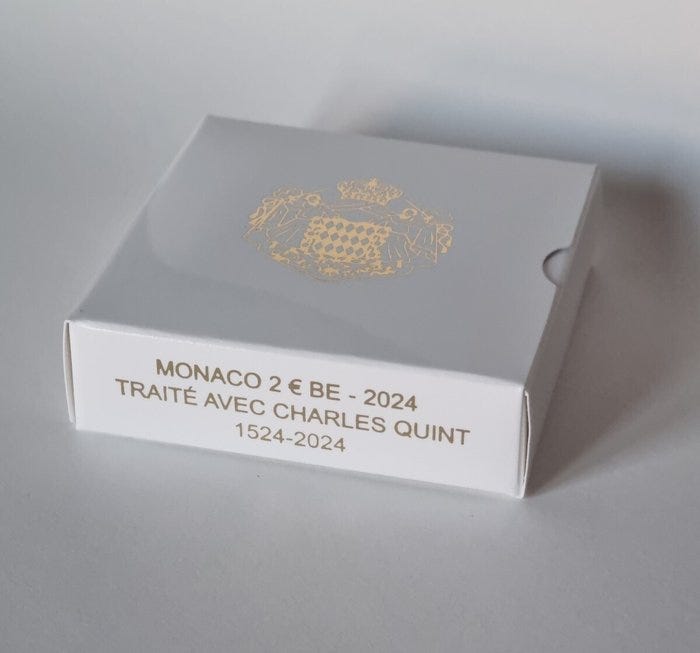 MONACO 2 € BE - 2024
TRAITÉ AVEC CHARLES QUINT
1524-2024